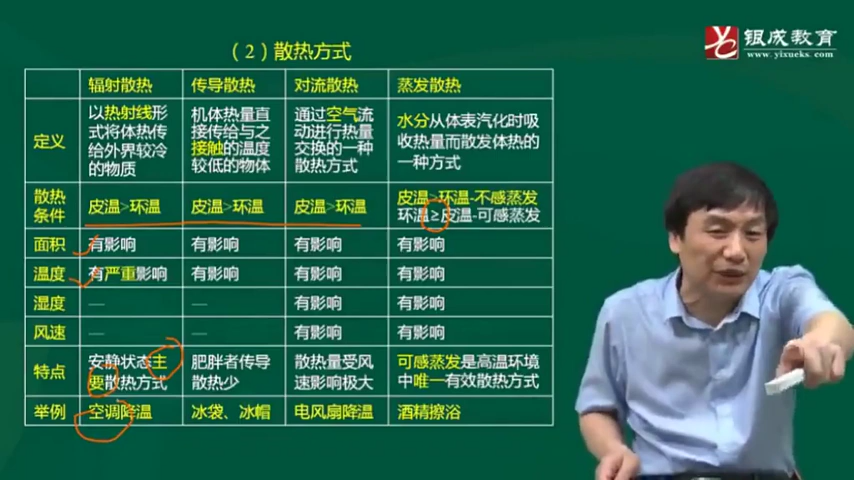 银成教育
www.yixueks.com
（2）散热方式
辐射散热 传导散热 对流散热 蒸发散热
定义
以热射线形
式将体热传
给外界较冷
的物质
机体热量直
接传给与之
接触的温度
较低的物体
通过空气流
动进行热量
交换的一种
散热方式
水分从体表汽化时吸
收热量而散发体热的
一种方式
散热
条件
皮温>环温
皮温>环温
皮温>环温
皮温>环温-不感蒸发
环温≥皮温-可感蒸发
面积 有影响 有影响 有影响 有影响
温度 有严重影响 有影响 有影响 有影响
湿度 — — 有影响 有影响
风速 — — 有影响 有影响
特点
安静状态主
要散热方式
肥胖者传导
散热少
散热量受风
速影响极大
可感蒸发是高温环境
中唯一有效散热方式
举例 空调降温 冰袋、冰帽 电风扇降温 酒精擦浴